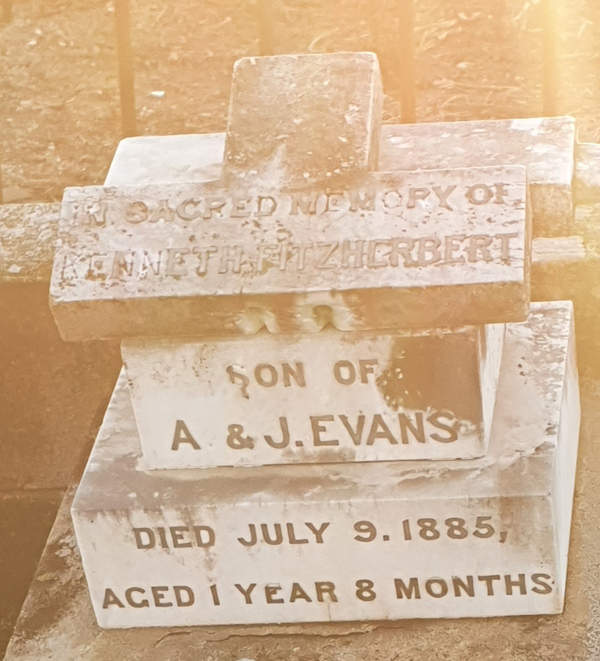 IN SACRED MEMORY OF
KENNETH FITZHERBERT
SON OF
A & J. EVANS
DIED JULY 9. 1885,
AGED 1 YEAR 8 MONTHS